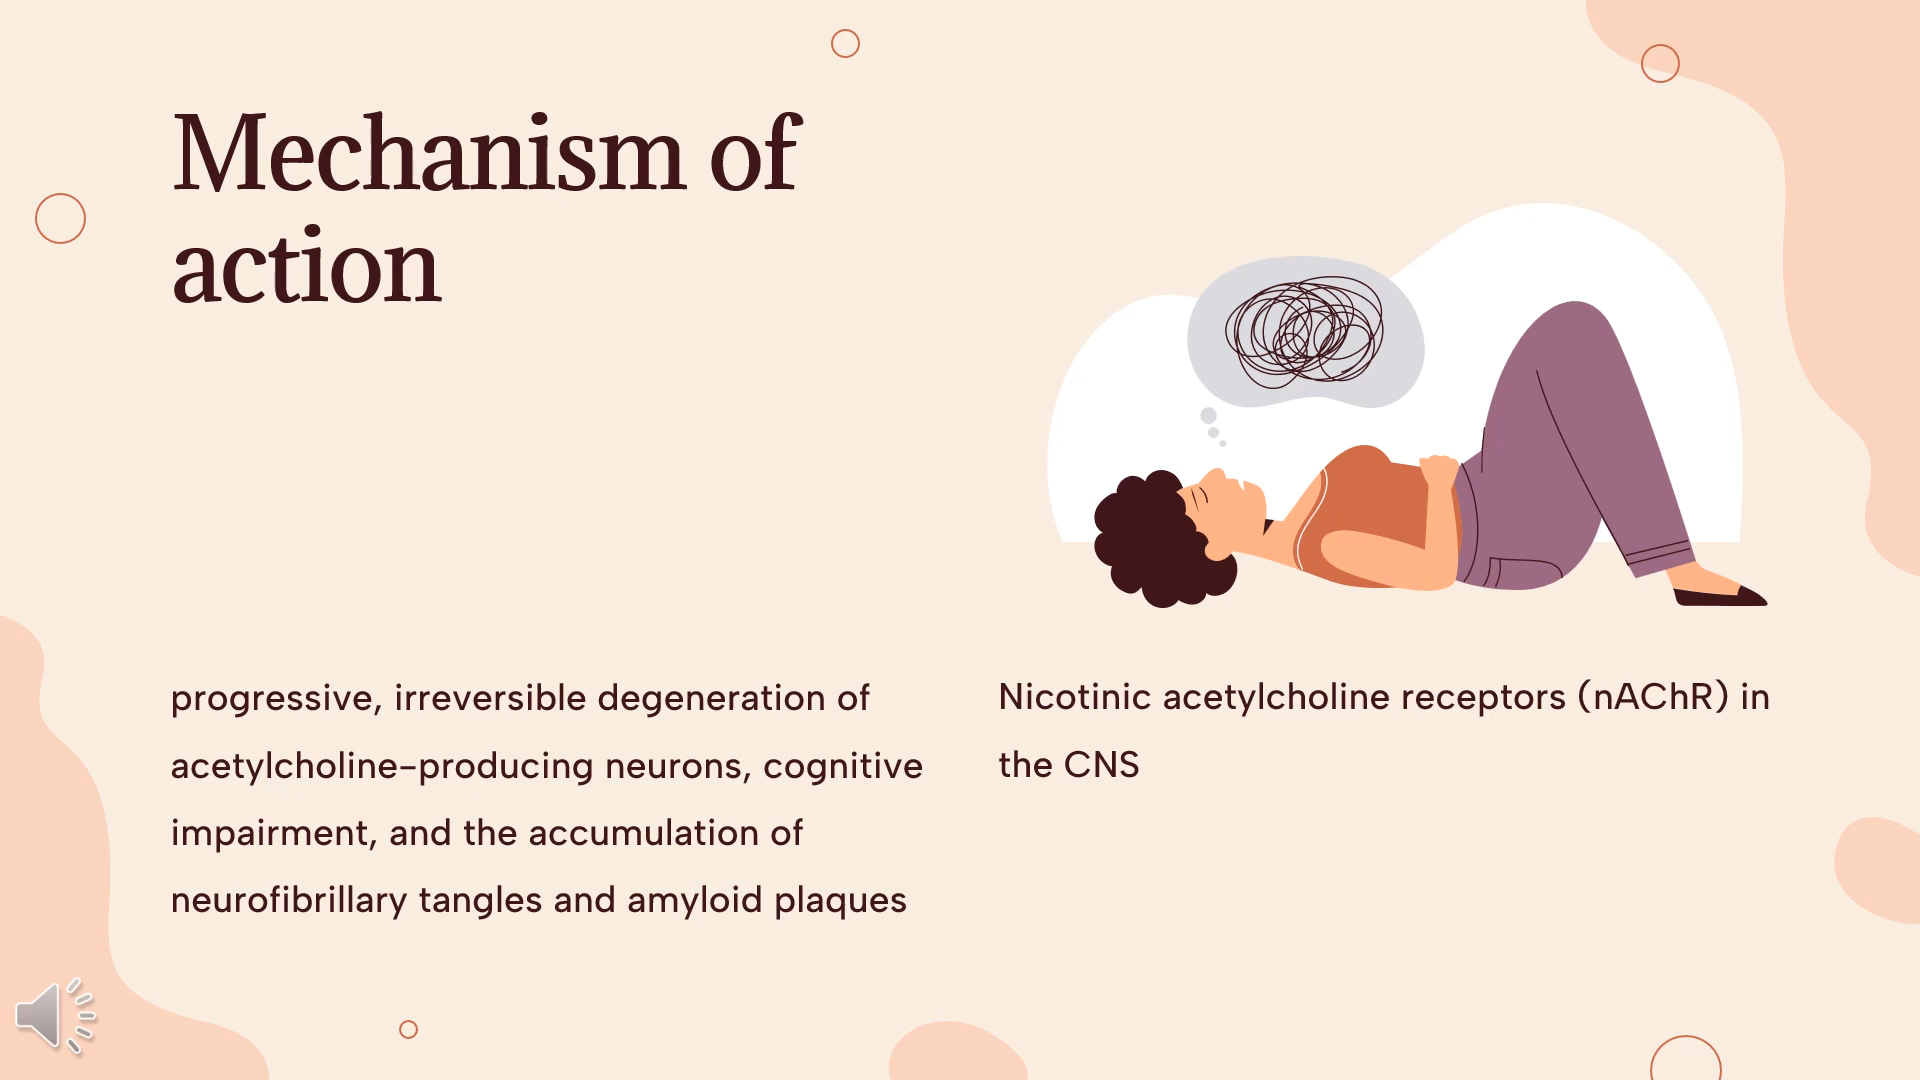 Mechanism of
action
progressive, irreversible degeneration of
acetylcholine-producing neurons, cognitive
impairment, and the accumulation of
neurofibrillary tangles and amyloid plaques
Nicotinic acetylcholine receptors (nAChR) in
the CNS